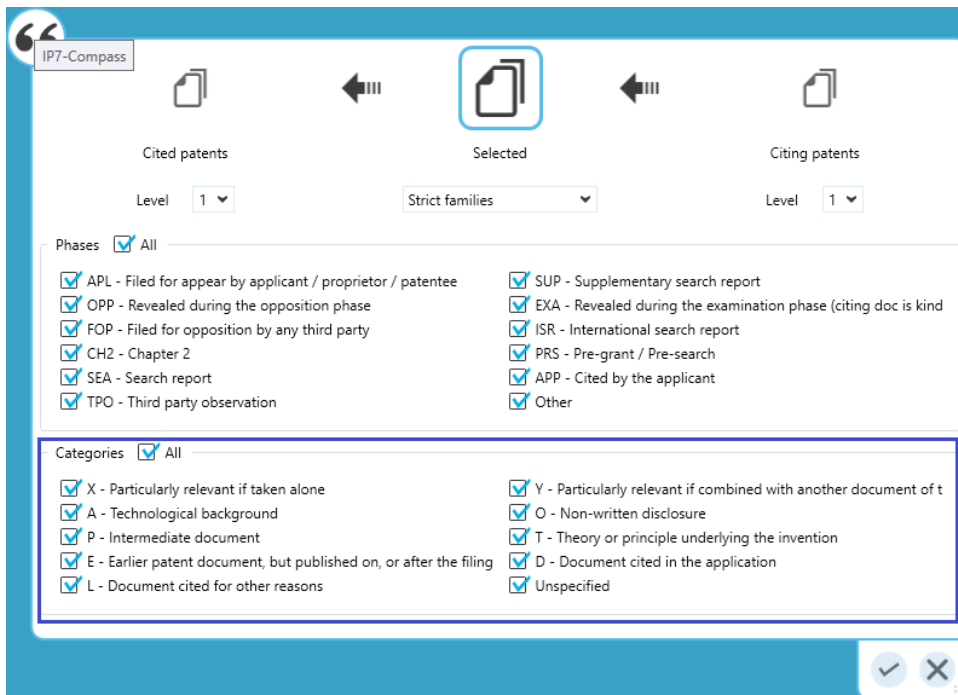 IP7-Compass
Cited patents Selected Citing patents
Level 1 Strict families Level 1
Phases All
APL - Filed for appear by applicant / proprietor / patentee
OPP - Revealed during the opposition phase
FOP - Filed for opposition by any third party
CH2 - Chapter 2
SEA - Search report
TPO - Third party observation
SUP - Supplementary search report
EXA - Revealed during the examination phase (citing doc is kind
ISR - International search report
PRS - Pre-grant / Pre-search
APP - Cited by the applicant
Other
Categories All
X - Particularly relevant if taken alone
A - Technological background
P - Intermediate document
E - Earlier patent document, but published on, or after the filing
L - Document cited for other reasons
Y - Particularly relevant if combined with another document of t
O - Non-written disclosure
T - Theory or principle underlying the invention
D - Document cited in the application
Unspecified